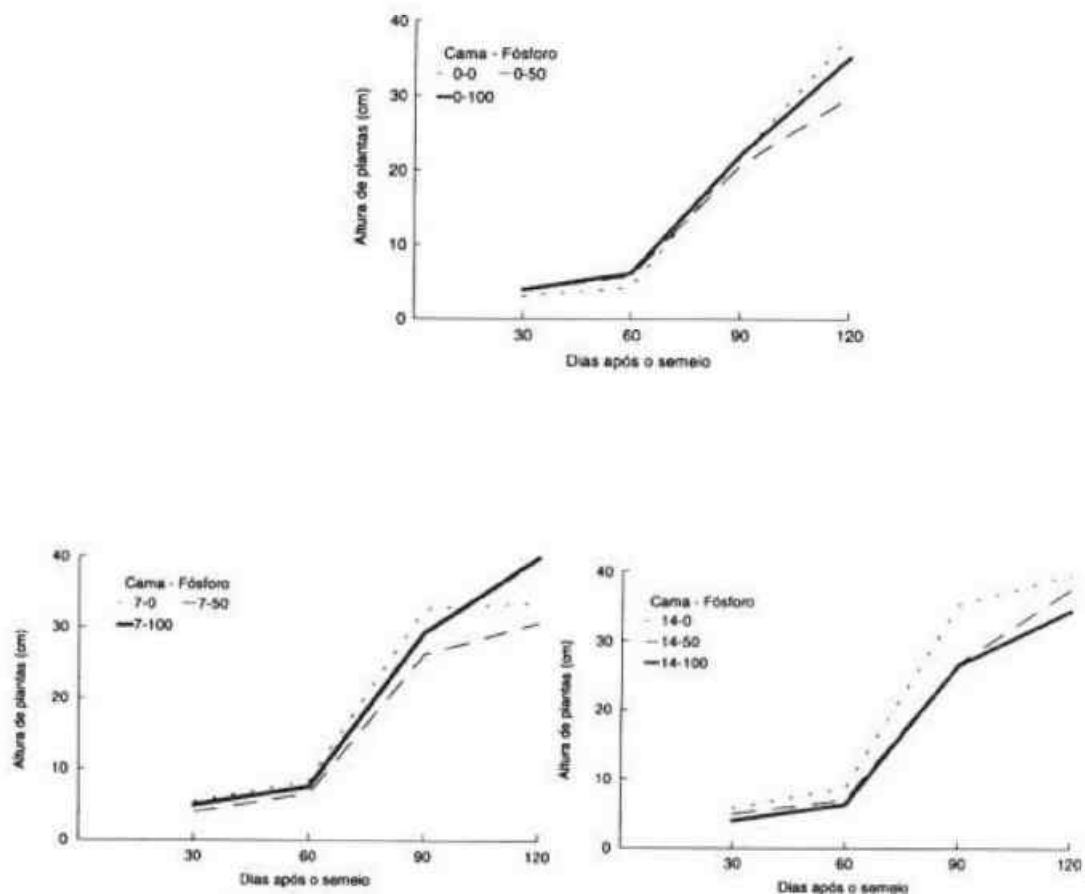 40
30
20
10
0
Altura de plantas (cm)
Cama - Fósforo
0-0 0-50
0-100
30 60 90 120
Dias após o semeio
40
30
20
10
0
Altura de plantas (cm)
Cama - Fósforo
7-0 7-50
7-100
30 60 90 120
Dias após o semeio
40
30
20
10
0
Altura de plantas (cm)
Cama - Fósforo
14-0
14-50
14-100
30 60 90 120
Dias após o semeio